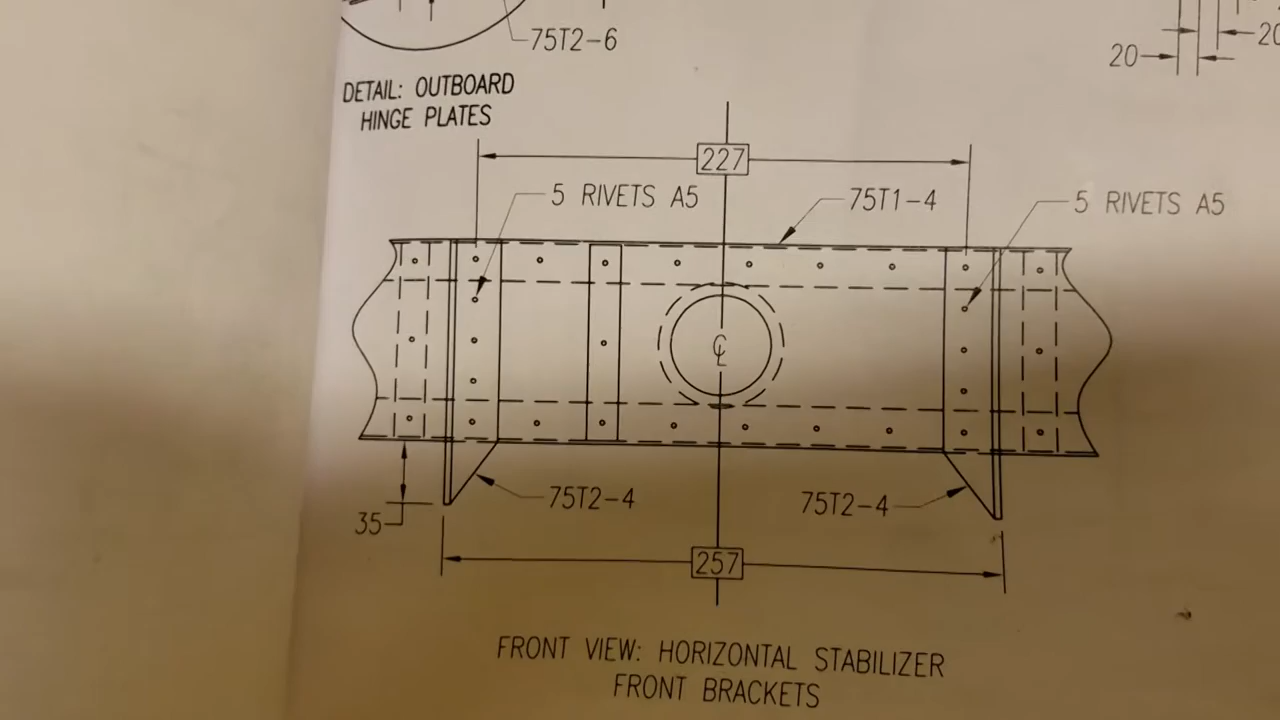 75T2-6
20
20
DETAIL: OUTBOARD
HINGE PLATES
227
5 RIVETS A5
75T1-4
5 RIVETS A5
℄
75T2-4
75T2-4
35
257
FRONT VIEW: HORIZONTAL STABILIZER
FRONT BRACKETS